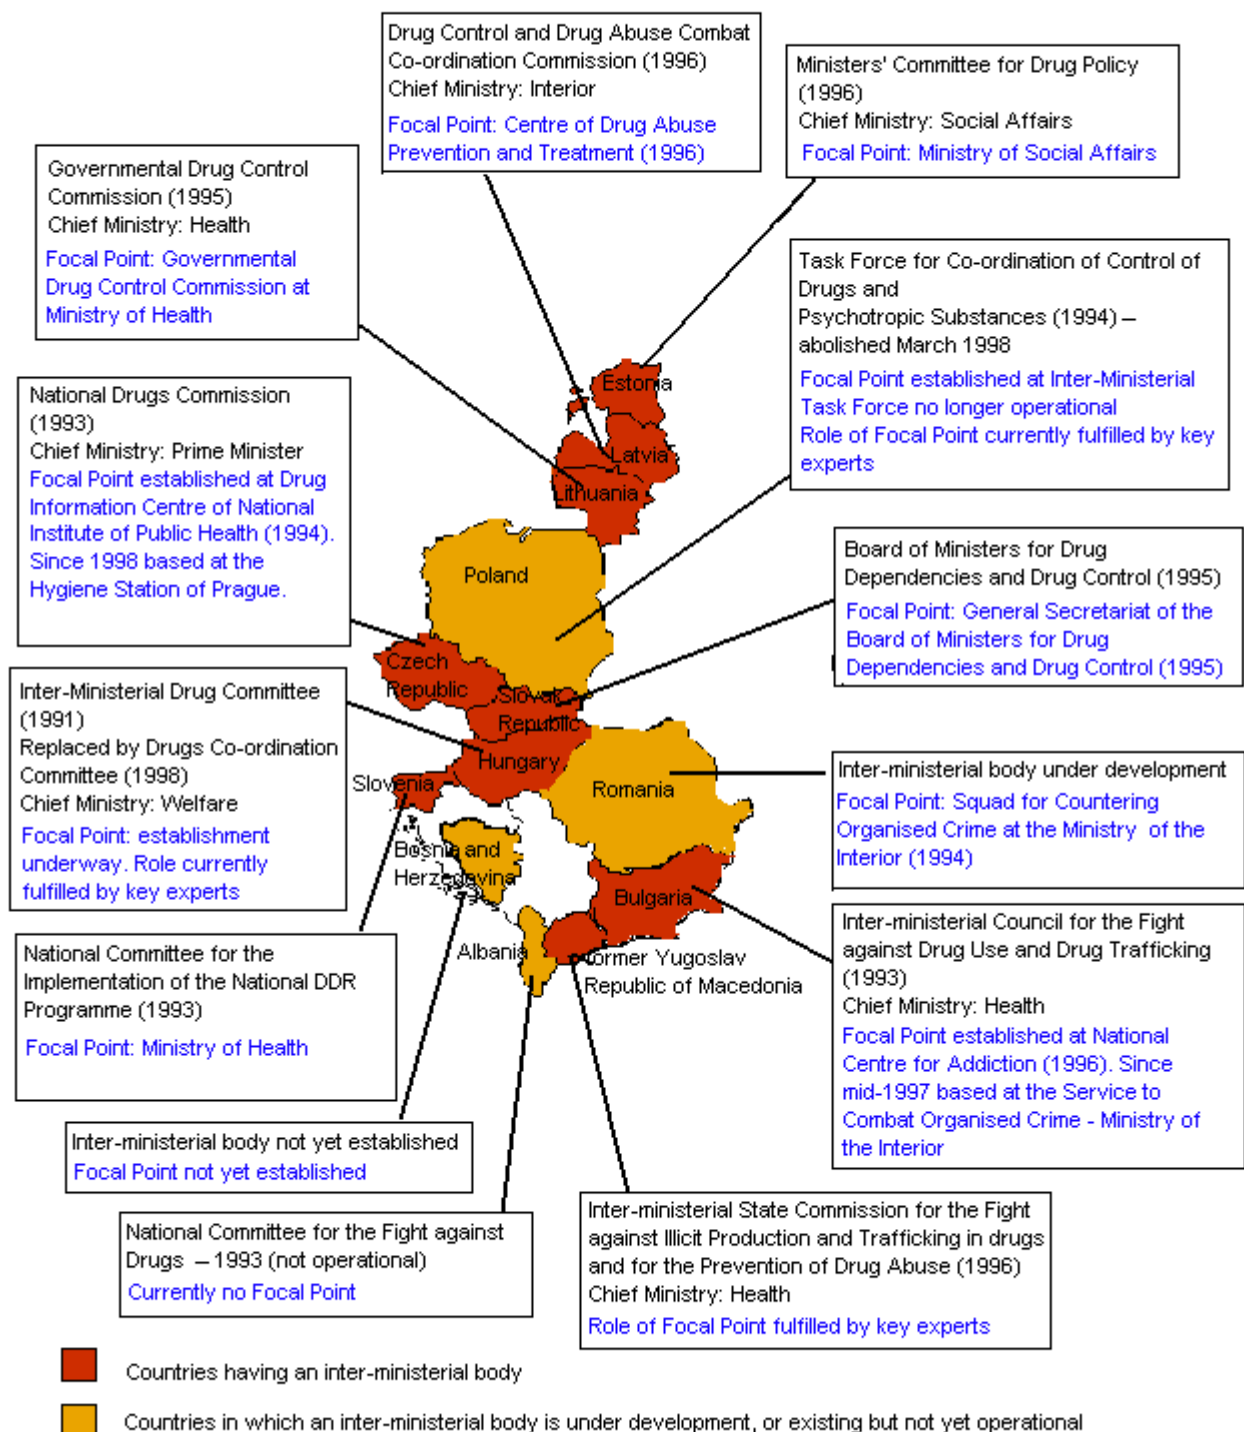 Drug Control and Drug Abuse Combat
Co-ordination Commission (1996)
Chief Ministry: Interior
Focal Point: Centre of Drug Abuse
Prevention and Treatment (1996)
Ministers' Committee for Drug Policy
(1996)
Chief Ministry: Social Affairs
Focal Point: Ministry of Social Affairs
Governmental Drug Control
Commission (1995)
Chief Ministry: Health
Focal Point: Governmental
Drug Control Commission at
Ministry of Health
Task Force for Co-ordination of Control of
Drugs and
Psychotropic Substances (1994) –
abolished March 1998
Focal Point established at Inter-Ministerial
Task Force no longer operational
Role of Focal Point currently fulfilled by key
experts
National Drugs Commission
(1993)
Chief Ministry: Prime Minister
Focal Point established at Drug
Information Centre of National
Institute of Public Health (1994).
Since 1998 based at the
Hygiene Station of Prague.
Estonia
Latvia
Lithuania
Poland
Board of Ministers for Drug
Dependencies and Drug Control (1995)
Focal Point: General Secretariat of the
Board of Ministers for Drug
Dependencies and Drug Control (1995)
Czech
Republic
Slovak
Republic
Inter-Ministerial Drug Committee
(1991)
Replaced by Drugs Co-ordination
Committee (1998)
Chief Ministry: Welfare
Focal Point: establishment
underway. Role currently
fulfilled by key experts
Hungary
Slovenia
Romania
Inter-ministerial body under development
Focal Point: Squad for Countering
Organised Crime at the Ministry of the
Interior (1994)
Bosnia and
Herzegovina
Bulgaria
Albania
former Yugoslav
Republic of Macedonia
Inter-ministerial Council for the Fight
against Drug Use and Drug Trafficking
(1993)
Chief Ministry: Health
Focal Point established at National
Centre for Addiction (1996). Since
mid-1997 based at the Service to
Combat Organised Crime - Ministry of
the Interior
National Committee for the
Implementation of the National DDR
Programme (1993)
Focal Point: Ministry of Health
Inter-ministerial body not yet established
Focal Point not yet established
National Committee for the Fight against
Drugs – 1993 (not operational)
Currently no Focal Point
Inter-ministerial State Commission for the Fight
against Illicit Production and Trafficking in drugs
and for the Prevention of Drug Abuse (1996)
Chief Ministry: Health
Role of Focal Point fulfilled by key experts
Countries having an inter-ministerial body
Countries in which an inter-ministerial body is under development, or existing but not yet operational